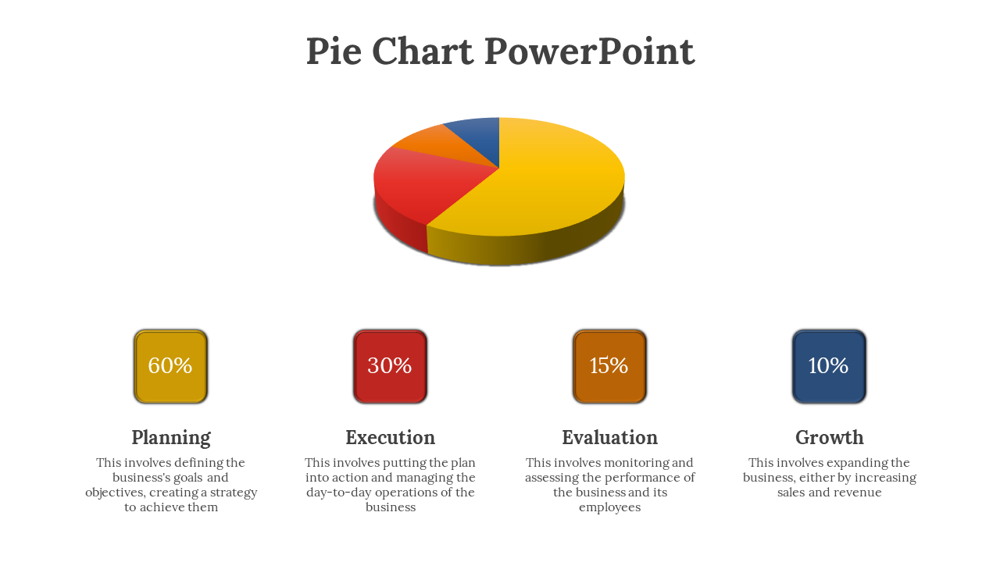 Pie Chart PowerPoint
60%
30%
15%
10%
Planning
Execution
Evaluation
Growth
This involves defining the
business's goals and
objectives, creating a strategy
to achieve them
This involves putting the plan
into action and managing the
day-to-day operations of the
business
This involves monitoring and
assessing the performance of
the business and its
employees
This involves expanding the
business, either by increasing
sales and revenue